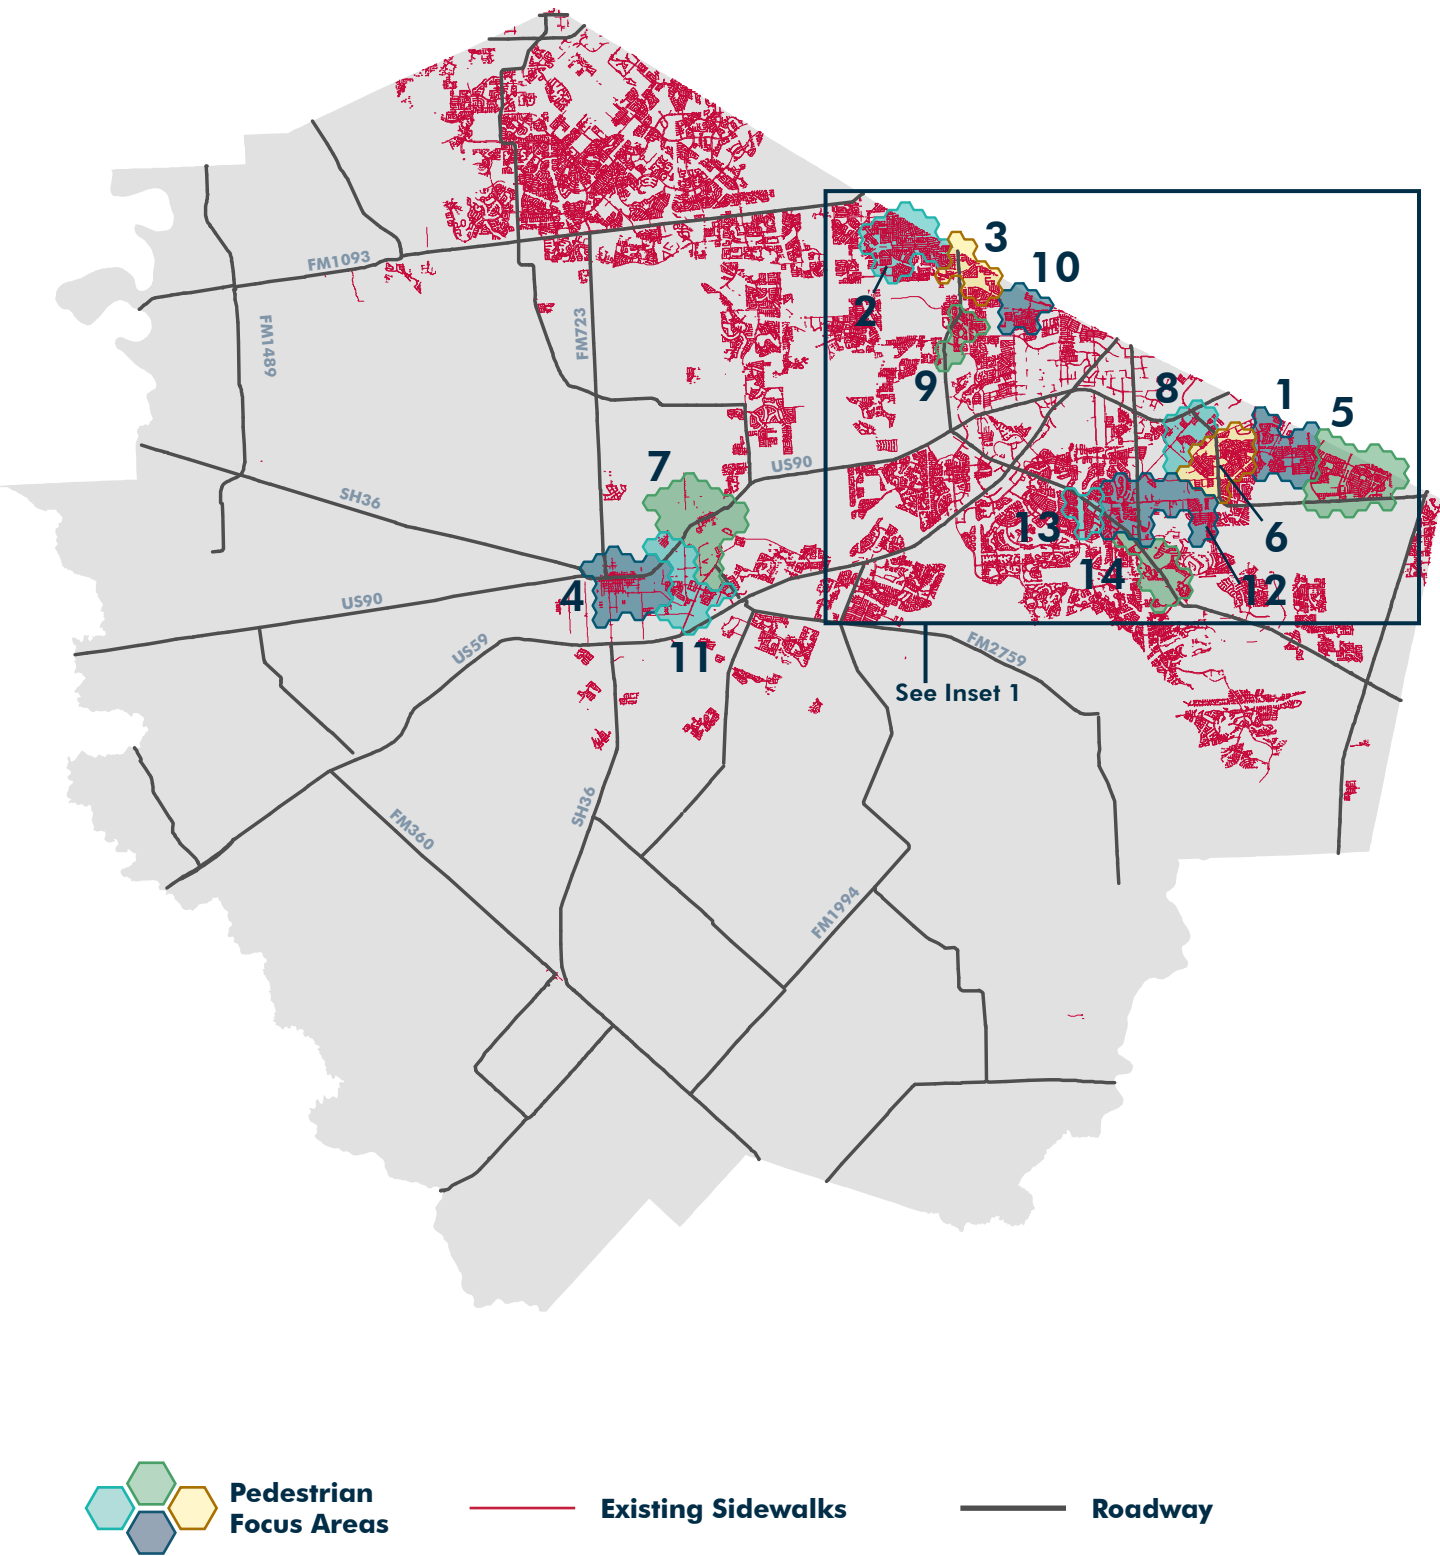 3
10
FM1093
2
FM1489
FM723
9
8
1
5
7
US90
SH36
13
6
14
12
4
US90
11
US59
FM2759
See Inset 1
SH36
FM360
FM1994
Pedestrian
Focus Areas
Existing Sidewalks
Roadway